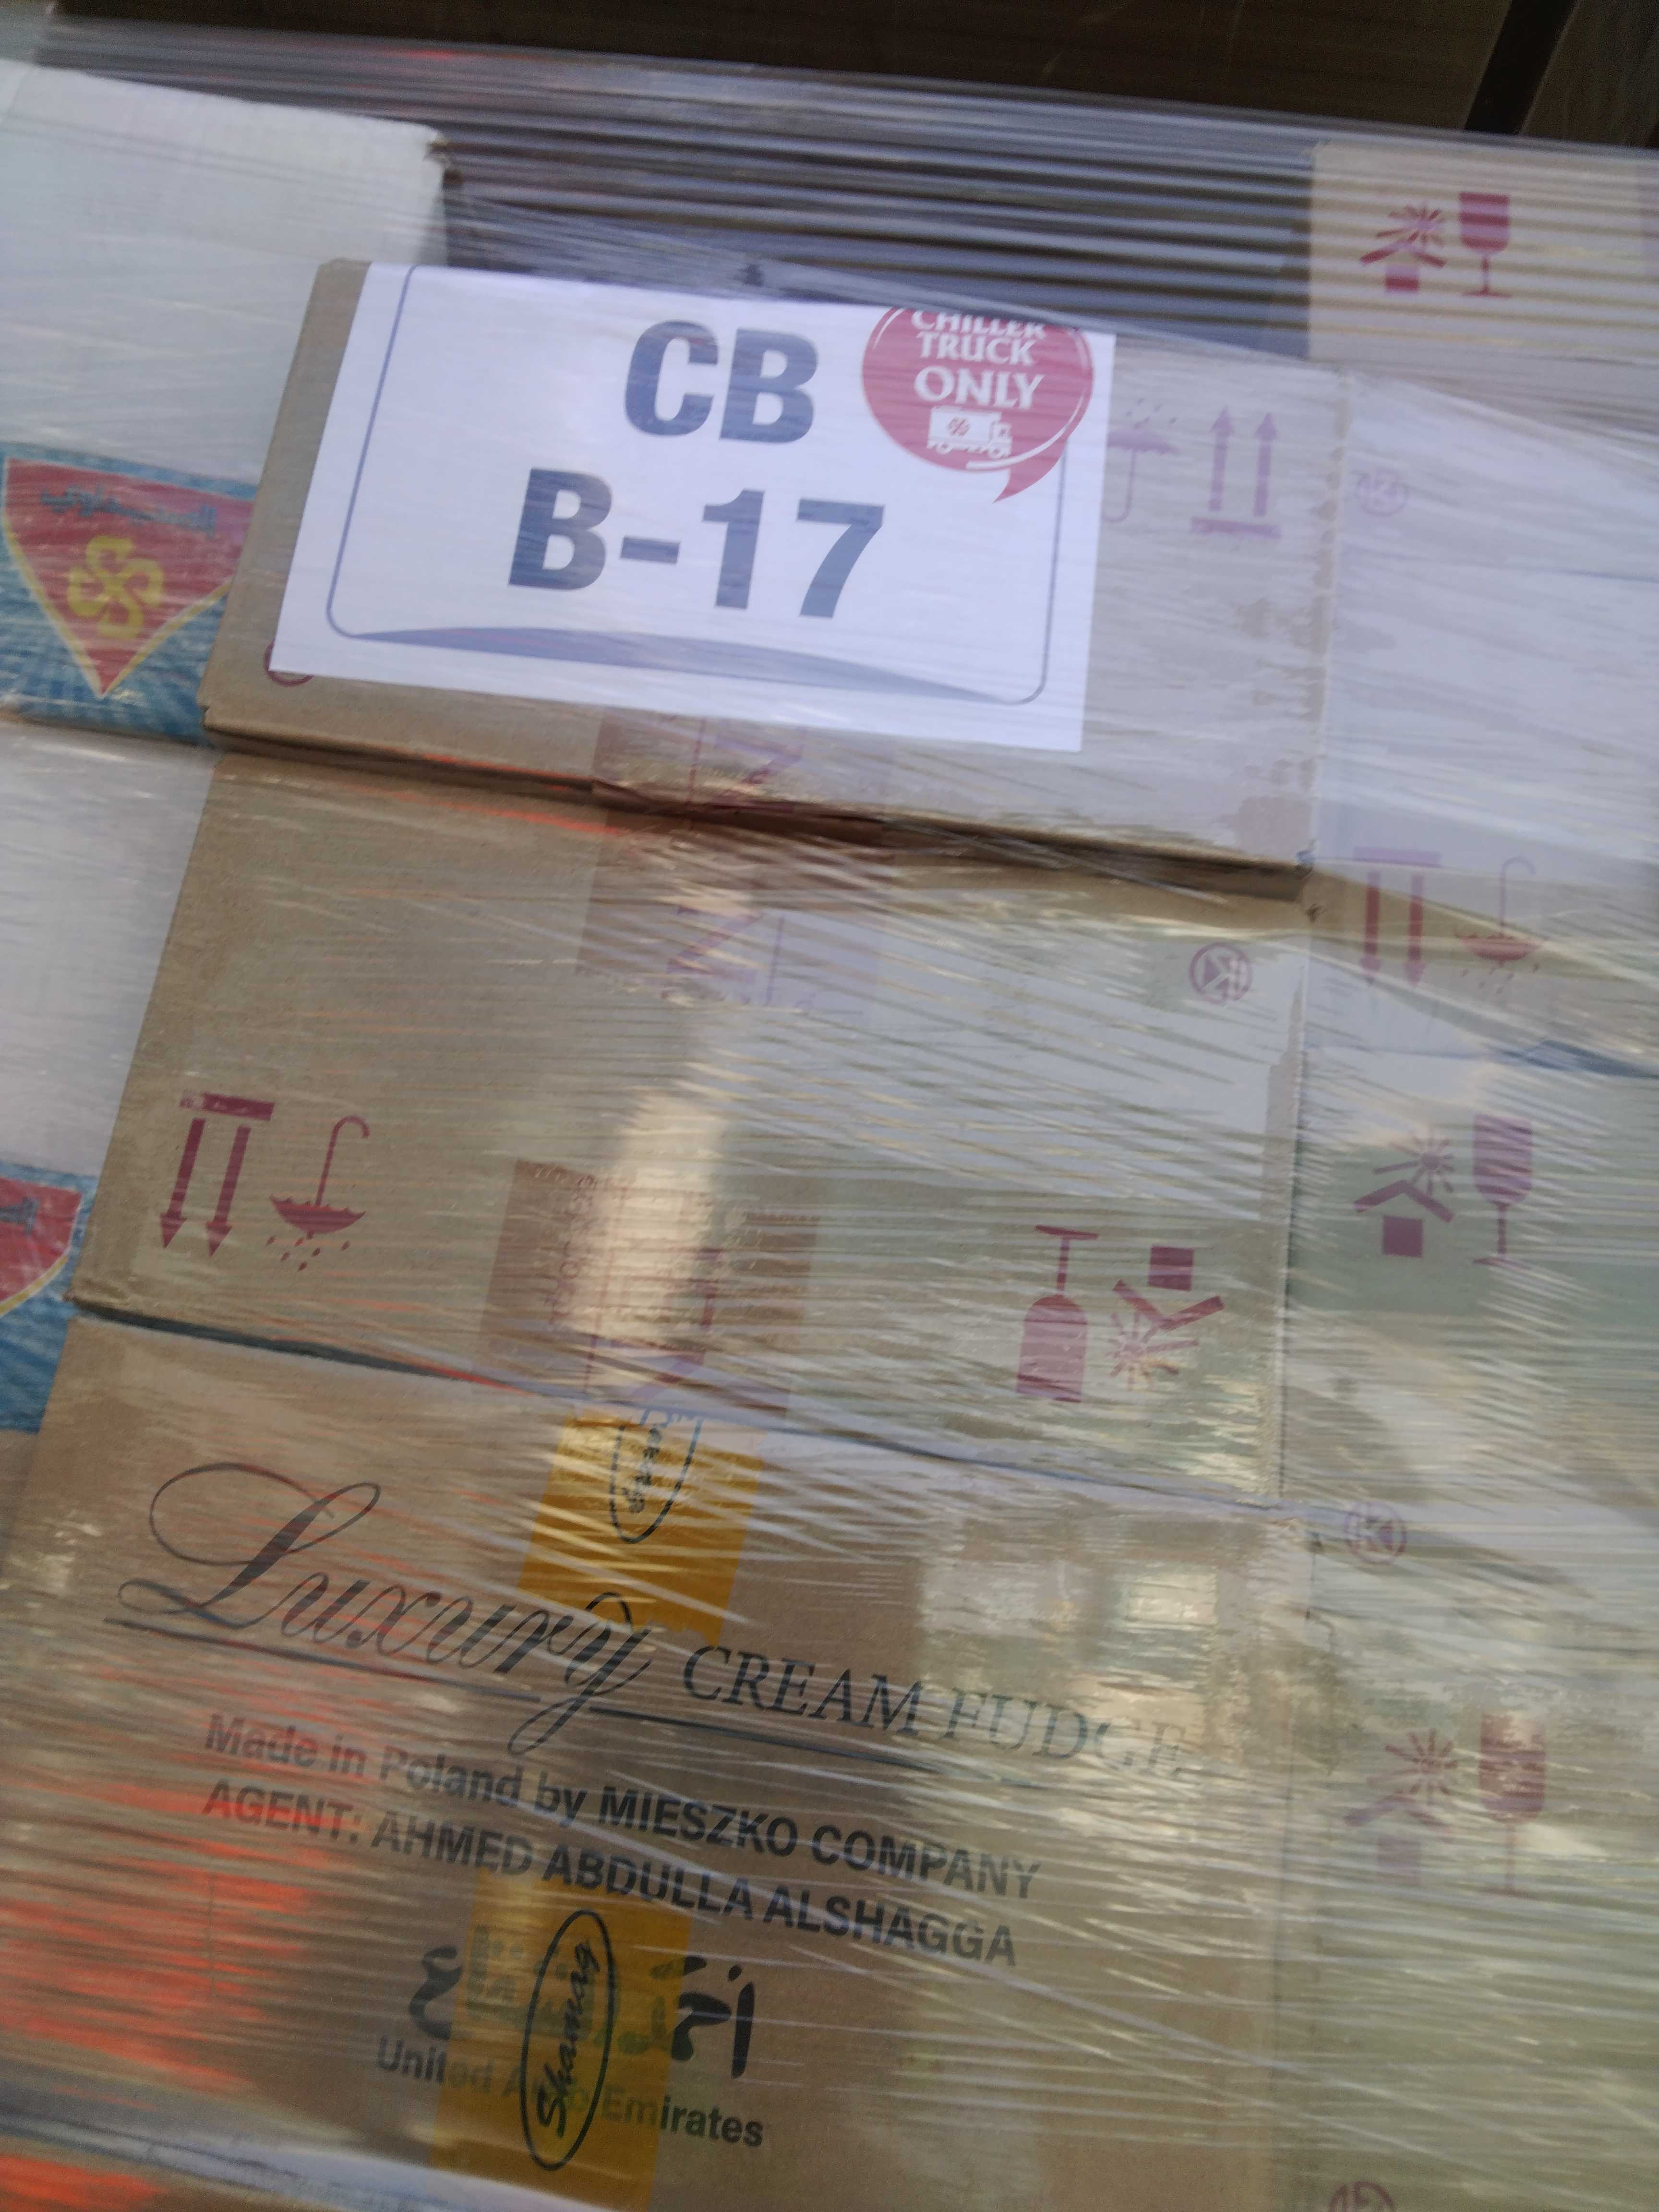 CB
CHILLER
TRUCK
ONLY
B-17
Luxury CREAM FUDGE
Made in Poland by MIESZKO COMPANY
AGENT: AHMED ABDULLA ALSHAGGA
Shamag
Emirates